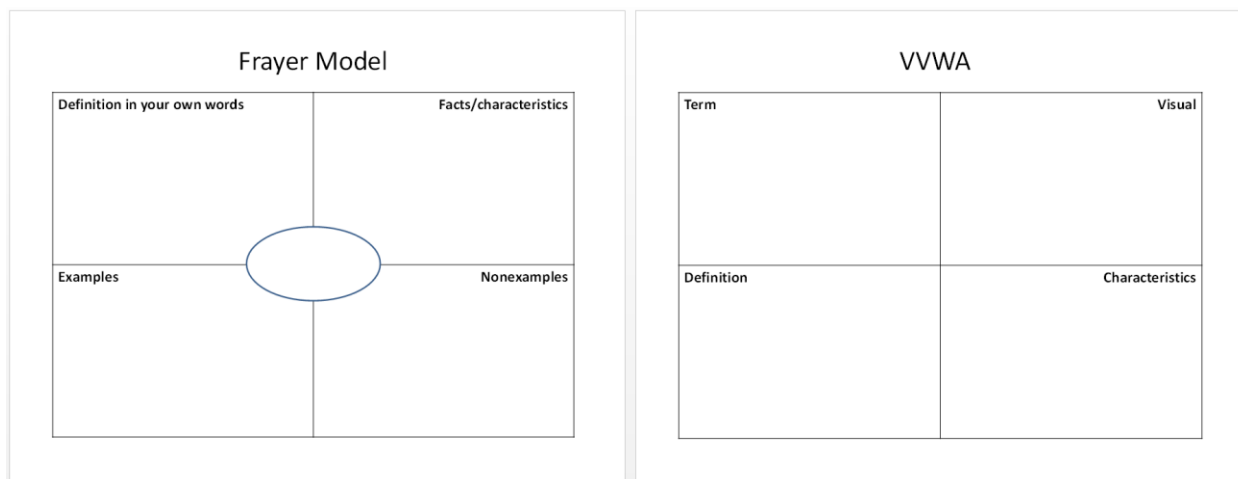 Frayer Model
Definition in your own words
Facts/characteristics
Examples
Nonexamples
VVWA
Term
Visual
Definition
Characteristics